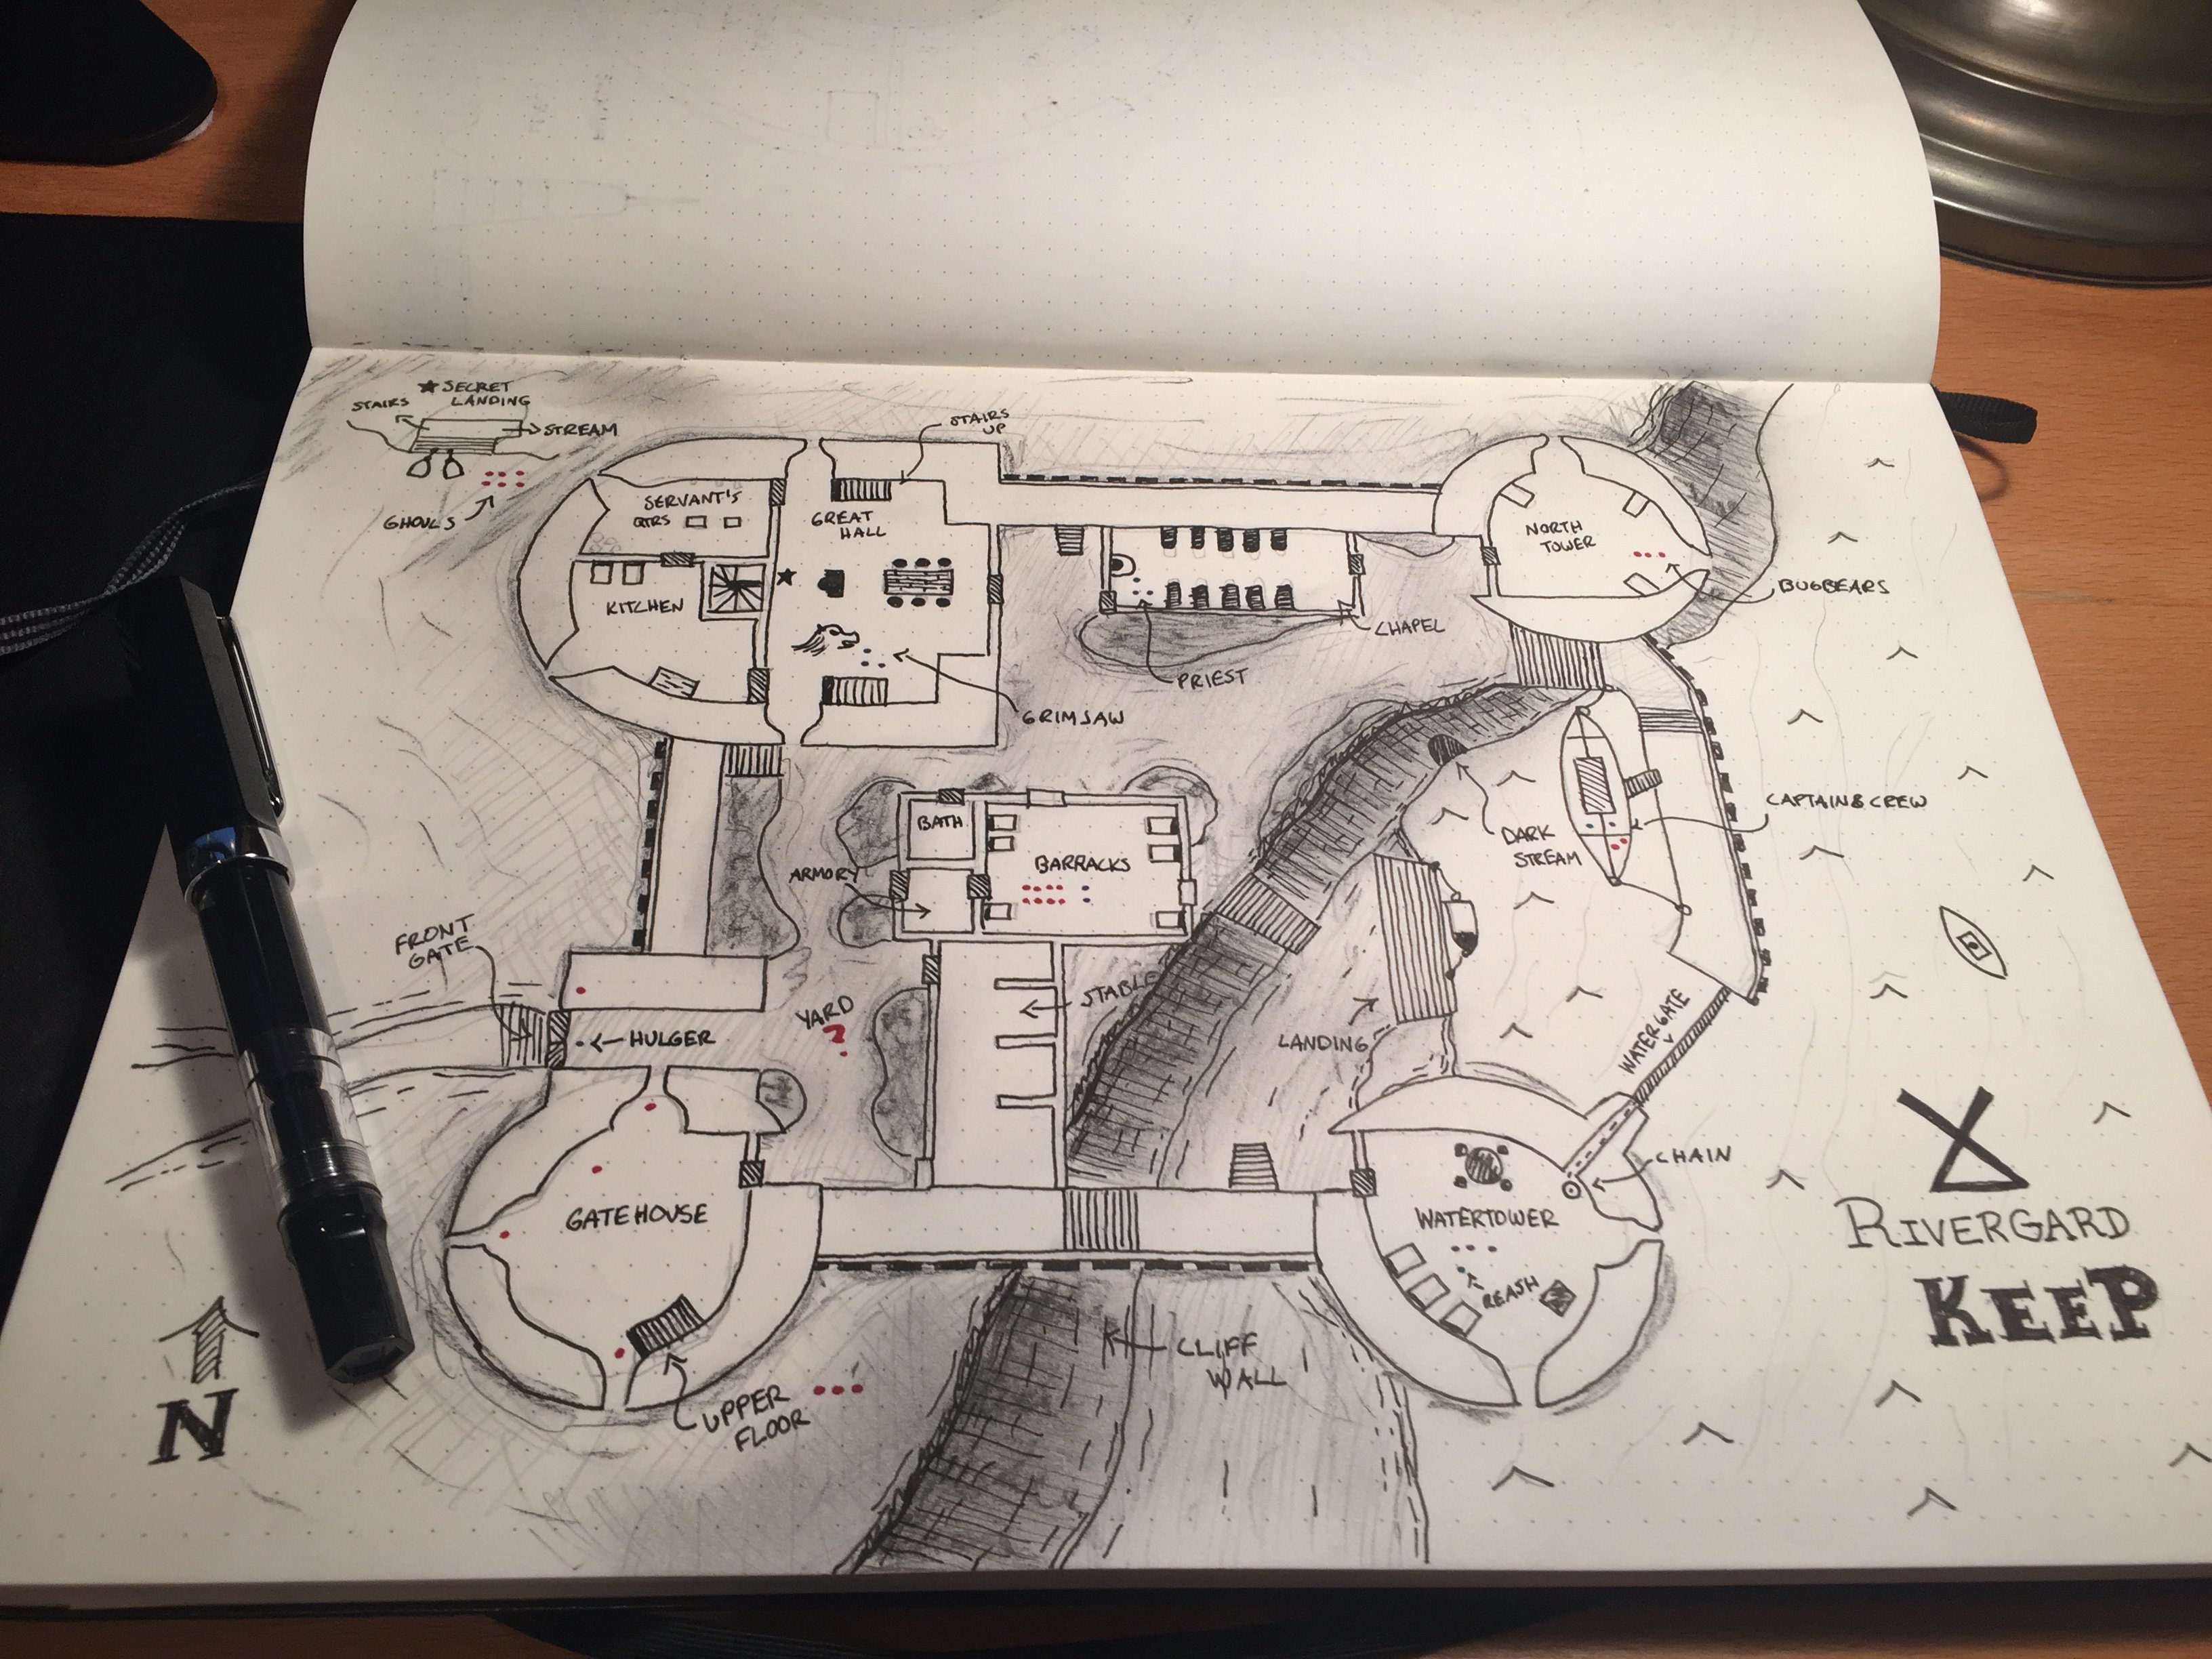 ★ SECRET
LANDING
STAIRS
STREAM
GHOULS
STAIRS
UP
SERVANT'S
QTRS
GREAT
HALL
KITCHEN
GRIMJAW
PRIEST
CHAPEL
NORTH
TOWER
BUGBEARS
BATH
BARRACKS
ARMORY
DARK
STREAM
CAPTAIN & CREW
FRONT
GATE
HULGER
YARD
?
STABLE
LANDING
WATERGATE
GATEHOUSE
WATERTOWER
CHAIN
REASH
UPPER
FLOOR
CLIFF
WALL
N
RIVERGARD
KEEP